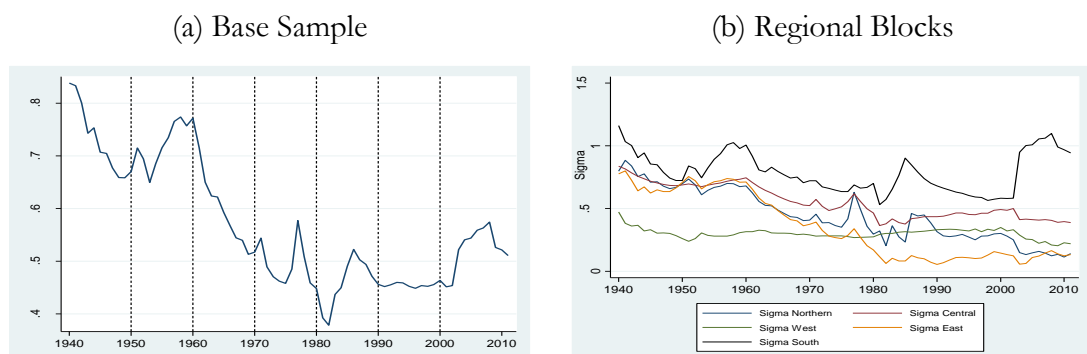 (a) Base Sample
(b) Regional Blocks
.8
.7
.6
.5
.4
1940 1950 1960 1970 1980 1990 2000 2010
Sigma
1.5
1
.5
0
1940 1950 1960 1970 1980 1990 2000 2010
Sigma Northern Sigma Central
Sigma West Sigma East
Sigma South